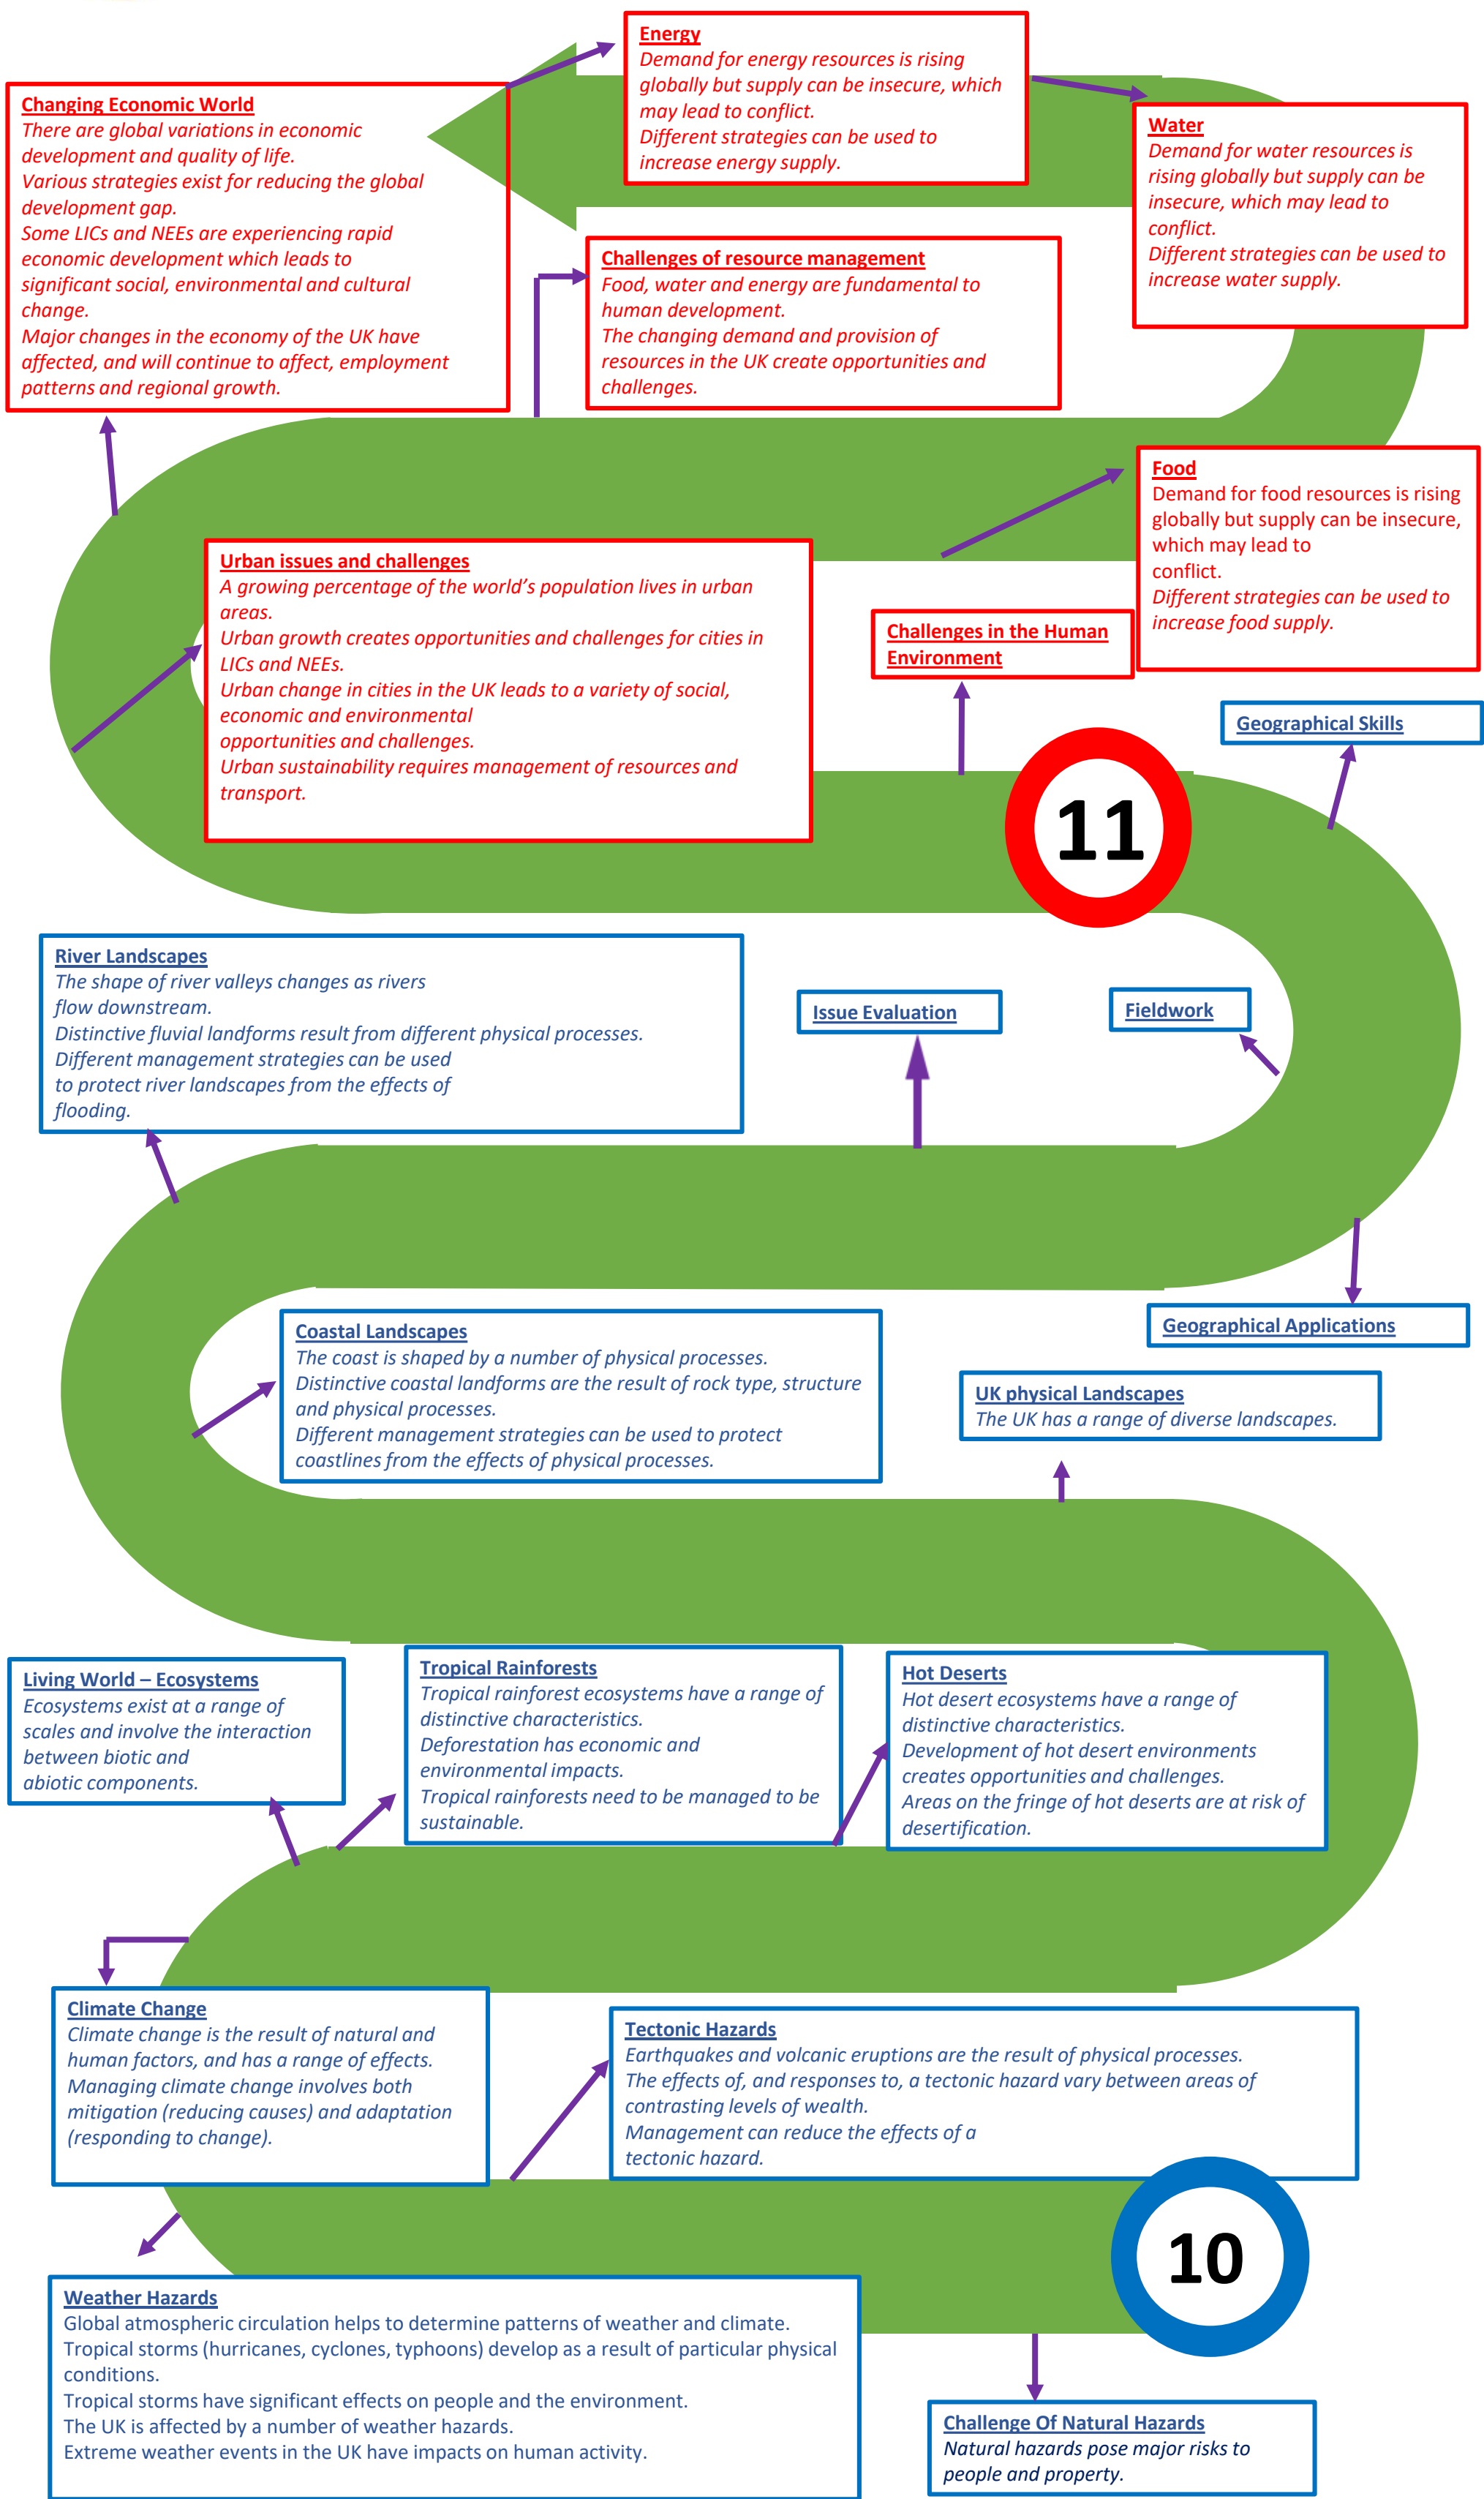 Energy
Demand for energy resources is rising
globally but supply can be insecure, which
may lead to conflict.
Different strategies can be used to
increase energy supply.
Changing Economic World
There are global variations in economic
development and quality of life.
Various strategies exist for reducing the global
development gap.
Some LICs and NEEs are experiencing rapid
economic development which leads to
significant social, environmental and cultural
change.
Major changes in the economy of the UK have
affected, and will continue to affect, employment
patterns and regional growth.
Water
Demand for water resources is
rising globally but supply can be
insecure, which may lead to
conflict.
Different strategies can be used to
increase water supply.
Challenges of resource management
Food, water and energy are fundamental to
human development.
The changing demand and provision of
resources in the UK create opportunities and
challenges.
Food
Demand for food resources is rising
globally but supply can be insecure,
which may lead to
conflict.
Different strategies can be used to
increase food supply.
Urban issues and challenges
A growing percentage of the world's population lives in urban
areas.
Urban growth creates opportunities and challenges for cities in
LICs and NEEs.
Urban change in cities in the UK leads to a variety of social,
economic and environmental
opportunities and challenges.
Urban sustainability requires management of resources and
transport.
Challenges in the Human
Environment
Geographical Skills
11
River Landscapes
The shape of river valleys changes as rivers
flow downstream.
Distinctive fluvial landforms result from different physical processes.
Different management strategies can be used
to protect river landscapes from the effects of
flooding.
Issue Evaluation
Fieldwork
Geographical Applications
Coastal Landscapes
The coast is shaped by a number of physical processes.
Distinctive coastal landforms are the result of rock type, structure
and physical processes.
Different management strategies can be used to protect
coastlines from the effects of physical processes.
UK physical Landscapes
The UK has a range of diverse landscapes.
Living World – Ecosystems
Ecosystems exist at a range of
scales and involve the interaction
between biotic and
abiotic components.
Tropical Rainforests
Tropical rainforest ecosystems have a range of
distinctive characteristics.
Deforestation has economic and
environmental impacts.
Tropical rainforests need to be managed to be
sustainable.
Hot Deserts
Hot desert ecosystems have a range of
distinctive characteristics.
Development of hot desert environments
creates opportunities and challenges.
Areas on the fringe of hot deserts are at risk of
desertification.
Climate Change
Climate change is the result of natural and
human factors, and has a range of effects.
Managing climate change involves both
mitigation (reducing causes) and adaptation
(responding to change).
Tectonic Hazards
Earthquakes and volcanic eruptions are the result of physical processes.
The effects of, and responses to, a tectonic hazard vary between areas of
contrasting levels of wealth.
Management can reduce the effects of a
tectonic hazard.
10
Weather Hazards
Global atmospheric circulation helps to determine patterns of weather and climate.
Tropical storms (hurricanes, cyclones, typhoons) develop as a result of particular physical
conditions.
Tropical storms have significant effects on people and the environment.
The UK is affected by a number of weather hazards.
Extreme weather events in the UK have impacts on human activity.
Challenge Of Natural Hazards
Natural hazards pose major risks to
people and property.